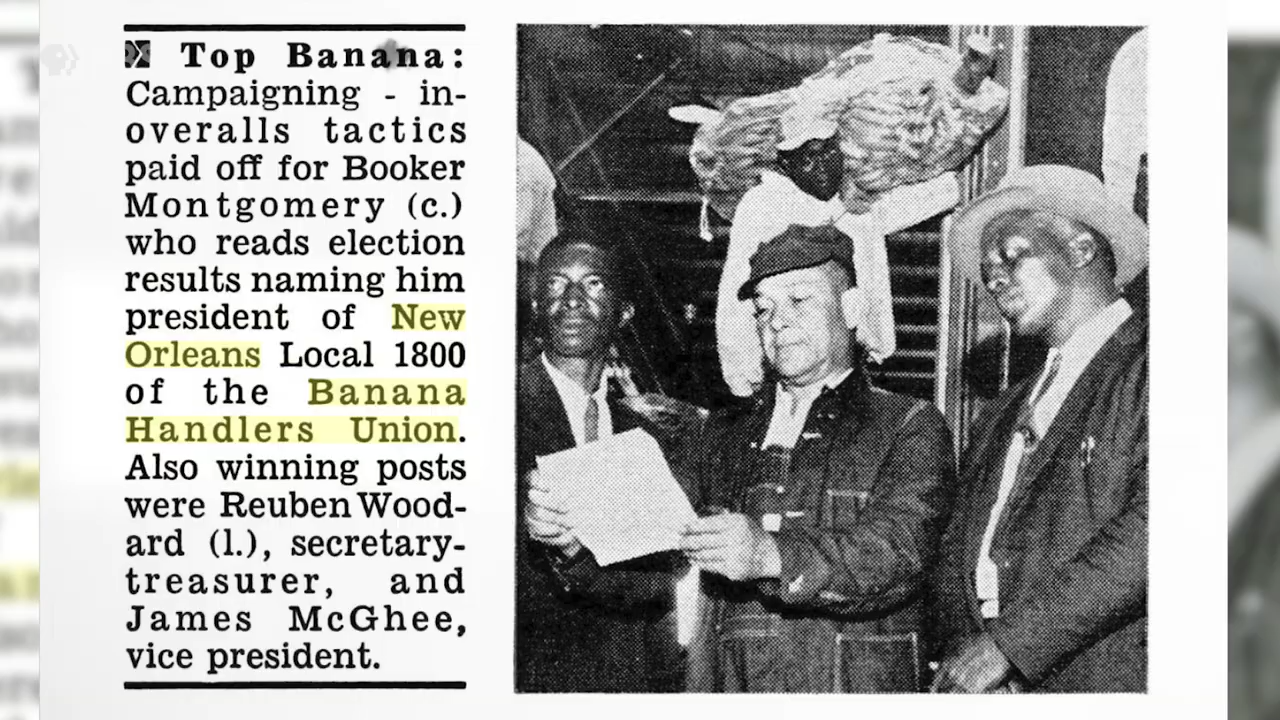 Top Banana:
Campaigning - in-
overalls tactics
paid off for Booker
Montgomery (c.)
who reads election
results naming him
president of New
Orleans Local 1800
of the Banana
Handlers Union.
Also winning posts
were Reuben Wood-
ard (l.), secretary-
treasurer, and
James McGhee,
vice president.